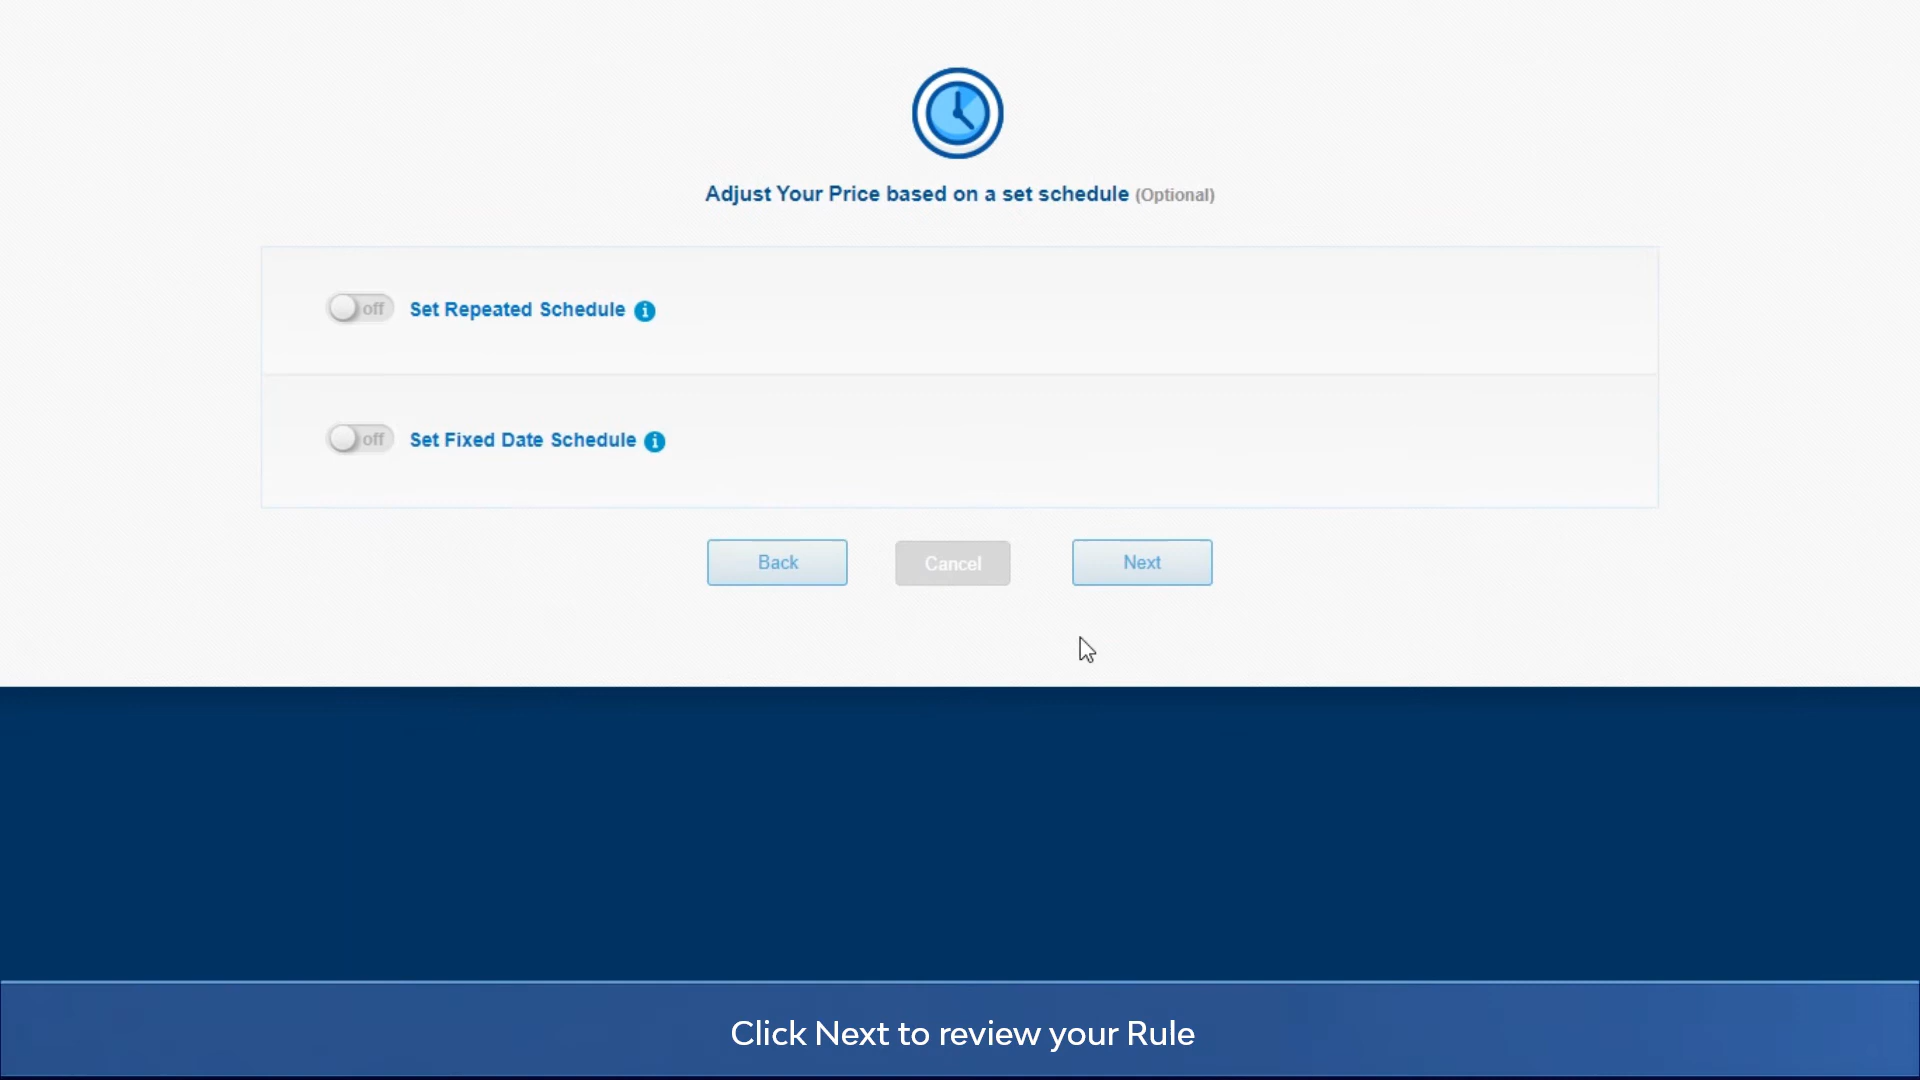 Adjust Your Price based on a set schedule (Optional)
off Set Repeated Schedule i
off Set Fixed Date Schedule i
Back Cancel Next
Click Next to review your Rule